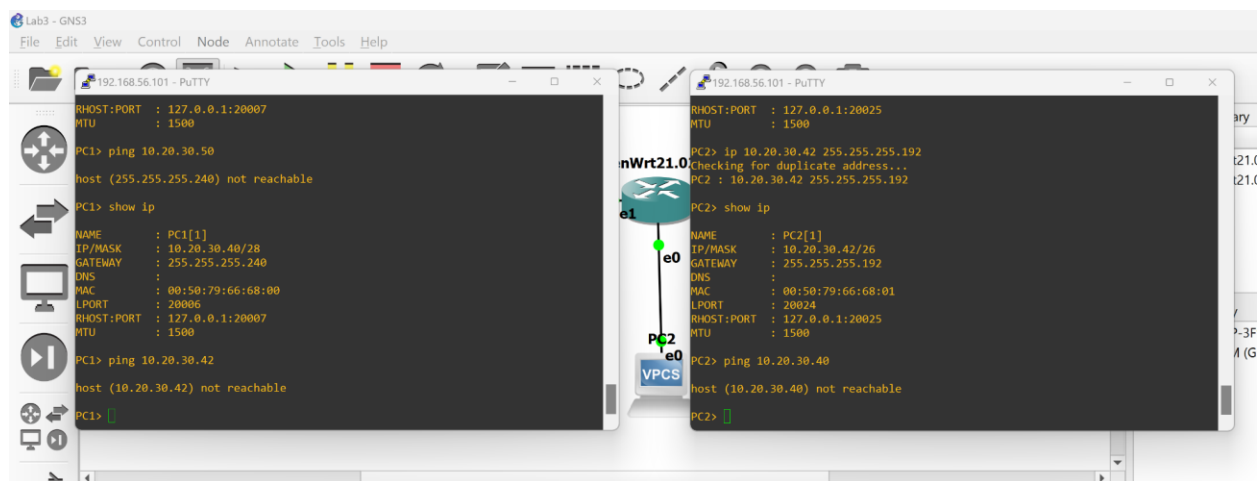 Lab3 - GNS3
File Edit View Control Node Annotate Tools Help
192.168.56.101 - PuTTY
RHOST:PORT : 127.0.0.1:20007
MTU : 1500
PC1> ping 10.20.30.50
host (255.255.255.240) not reachable
PC1> show ip
NAME : PC1[1]
IP/MASK : 10.20.30.40/28
GATEWAY : 255.255.255.240
DNS :
MAC : 00:50:79:66:68:00
LPORT : 20006
RHOST:PORT : 127.0.0.1:20007
MTU : 1500
PC1> ping 10.20.30.42
host (10.20.30.42) not reachable
PC1>
nWrt21.0
e1
e0
PC2
e0
VPCS
192.168.56.101 - PuTTY
RHOST:PORT : 127.0.0.1:20025
MTU : 1500
PC2> ip 10.20.30.42 255.255.255.192
Checking for duplicate address...
PC2 : 10.20.30.42 255.255.255.192
PC2> show ip
NAME : PC2[1]
IP/MASK : 10.20.30.42/26
GATEWAY : 255.255.255.192
DNS :
MAC : 00:50:79:66:68:01
LPORT : 20024
RHOST:PORT : 127.0.0.1:20025
MTU : 1500
PC2> ping 10.20.30.40
host (10.20.30.40) not reachable
PC2>
ary